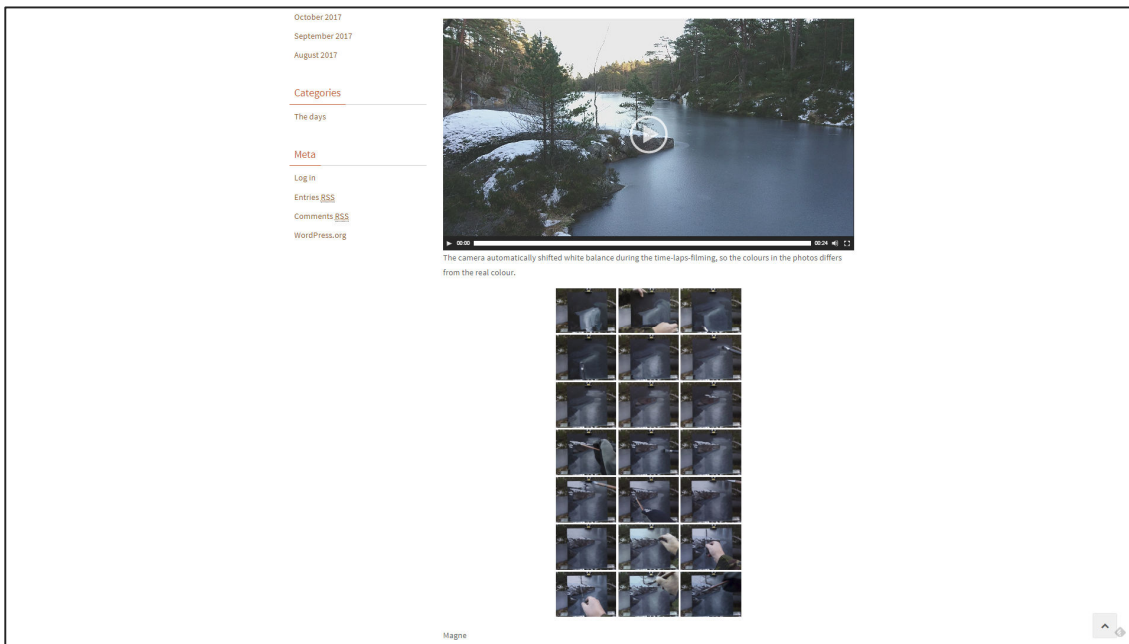 October 2017
September 2017
August 2017
Categories
The days
Meta
Log in
Entries RSS
Comments RSS
WordPress.org
00:00
00:24
The camera automatically shifted white balance during the time-laps-filming, so the colours in the photos differs
from the real colour.
Magne